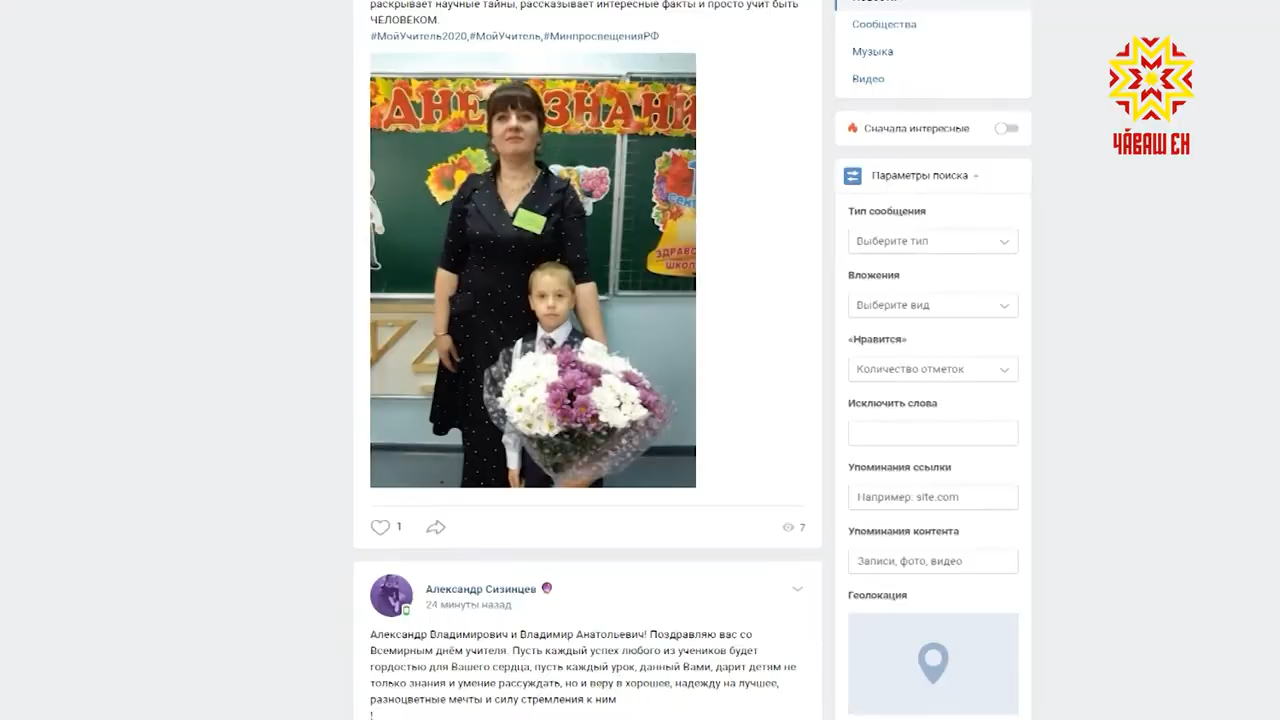 раскрывает научные тайны, рассказывает интересные факты и просто учит быть
ЧЕЛОВЕКОМ.
#МойУчитель2020,#МойУчитель,#МинпросвещенияРФ
ДНЕ
ЗНАНИ
ЗДРАВС
ШКОЛ
1
7
Александр Сизинцев
24 минуты назад
Александр Владимирович и Владимир Анатольевич! Поздравляю вас со
Всемирным днём учителя. Пусть каждый успех любого из учеников будет
гордостью для Вашего сердца, пусть каждый урок, данный Вами, дарит детям не
только знания и умение рассуждать, но и веру в хорошее, надежду на лучшее,
разноцветные мечты и силу стремления к ним
!
Сообщества
Музыка
Видео
Сначала интересные
Параметры поиска
Тип сообщения
Выберите тип
Вложения
Выберите вид
«Нравится»
Количество отметок
Исключить слова
Упоминания ссылки
Например: site.com
Упоминания контента
Записи, фото, видео
Геолокация
ЧӐВАШ ЕН